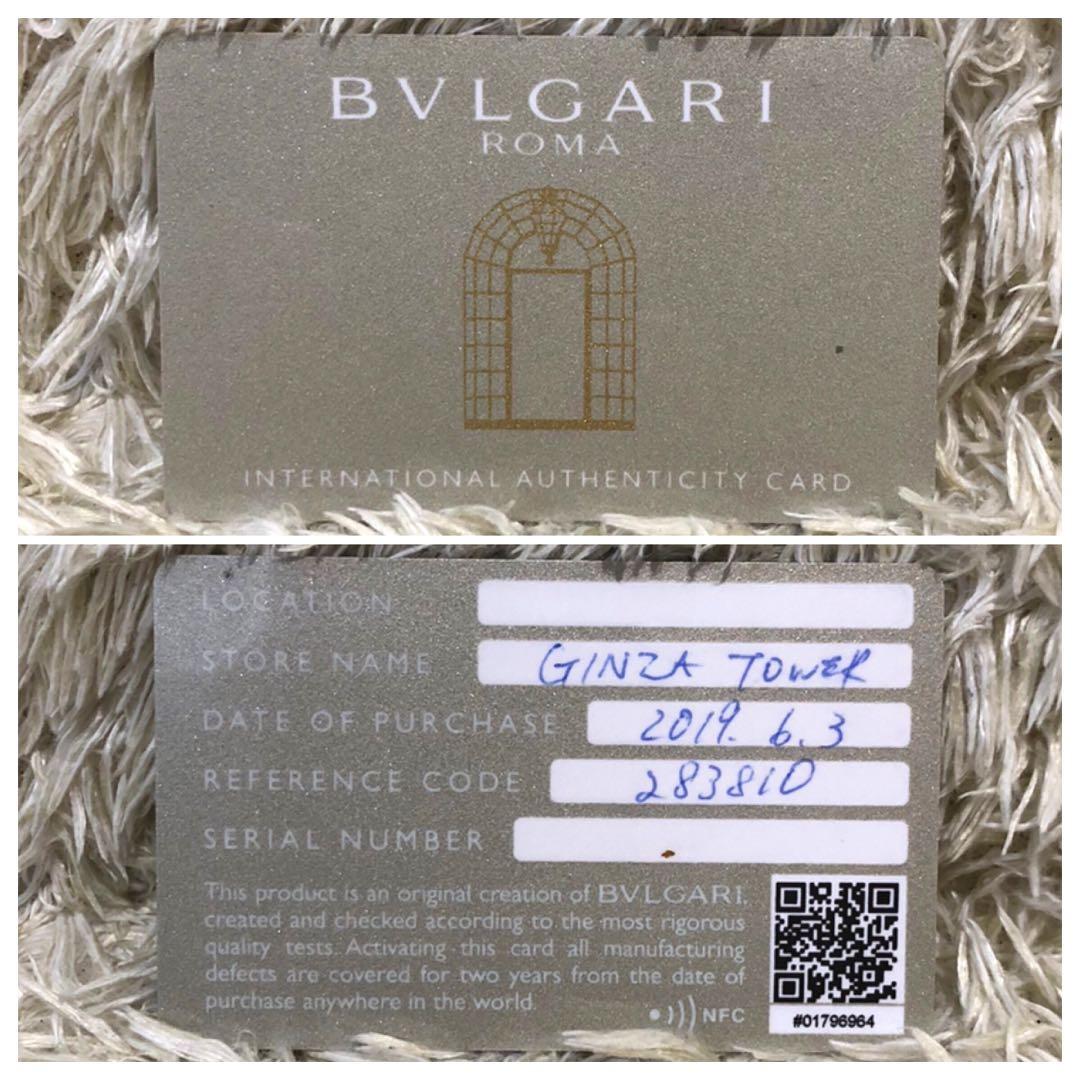 BVLGARI
ROMA
INTERNATIONAL AUTHENTICITY CARD
LOCATION
STORE NAME GINZA TOWER
DATE OF PURCHASE 2019. 6.3
REFERENCE CODE 283810
SERIAL NUMBER
This product is an original creation of BVLGARI,
created and checked according to the most rigorous
quality tests. Activating this card all manufacturing
defects are covered for two years from the date of
purchase anywhere in the world.
NFC
#01796964